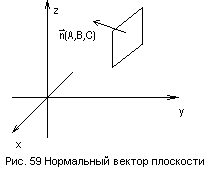 z
n(A,B,C)
y
x
Рис. 59 Нормальный вектор плоскости